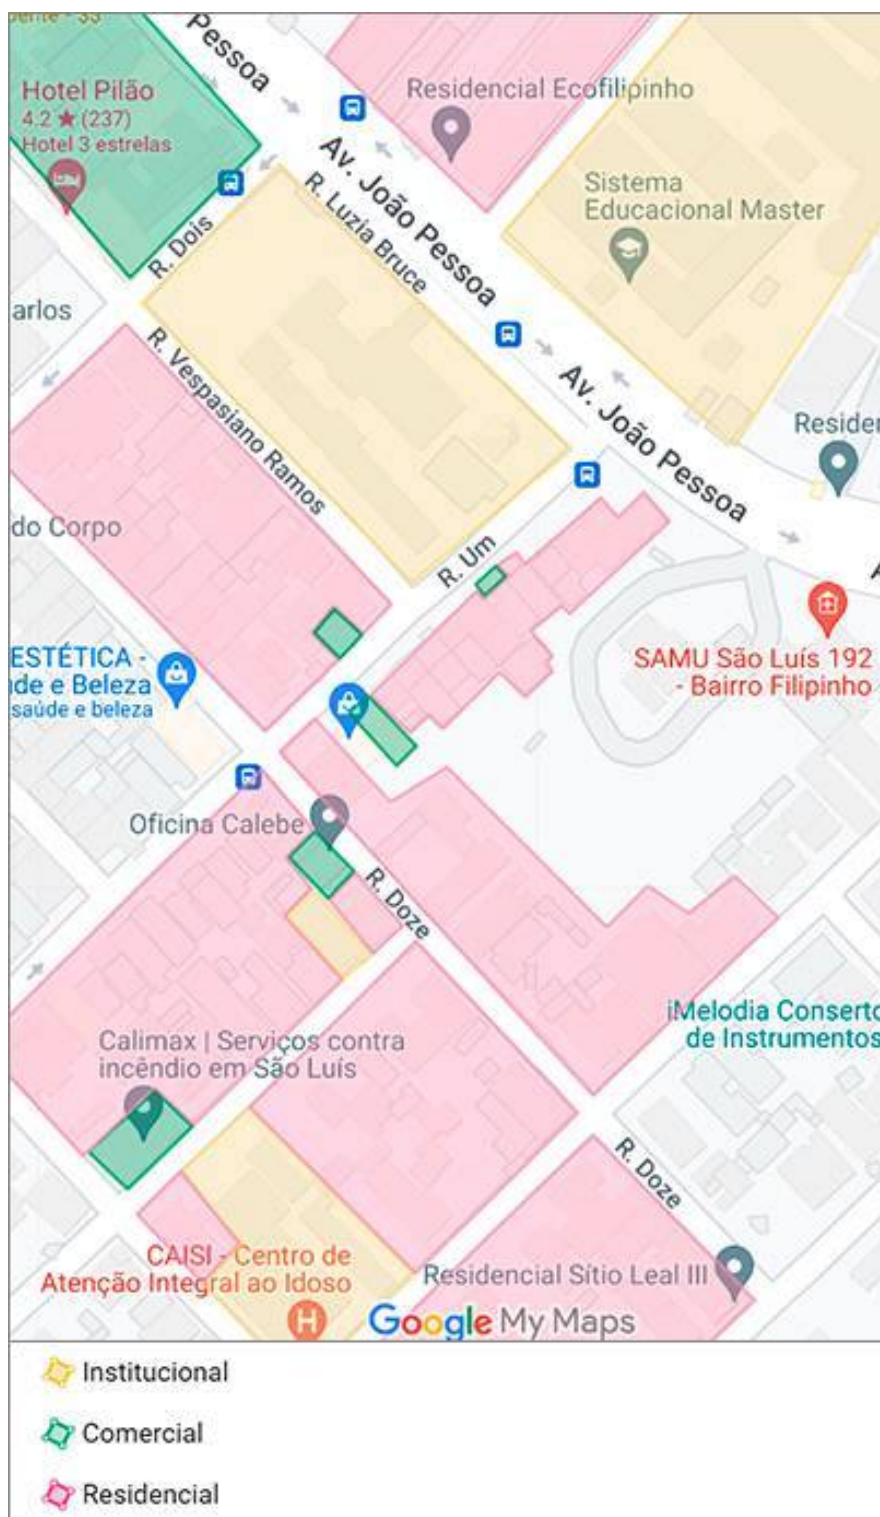 Pessoa
Hotel Pilão
4.2 ★ (237)
Hotel 3 estrelas
Residencial Ecofilipinho
Av. João Pessoa
R. Luzia Bruce
Sistema
Educacional Master
R. Dois
arlos
R. Vespasiano Ramos
Av. João Pessoa
Resider
do Corpo
R. Um
A
ESTÉTICA -
de e Beleza
saúde e beleza
SAMU São Luís 192
- Bairro Filipinho
Oficina Calebe
R. Doze
iMelodia Conserto
de Instrumentos
Calimax | Serviços contra
incêndio em São Luís
R. Doze
CAISI - Centro de
Atenção Integral ao Idoso
H
Residencial Sítio Leal III
Google My Maps
Institucional
Comercial
Residencial